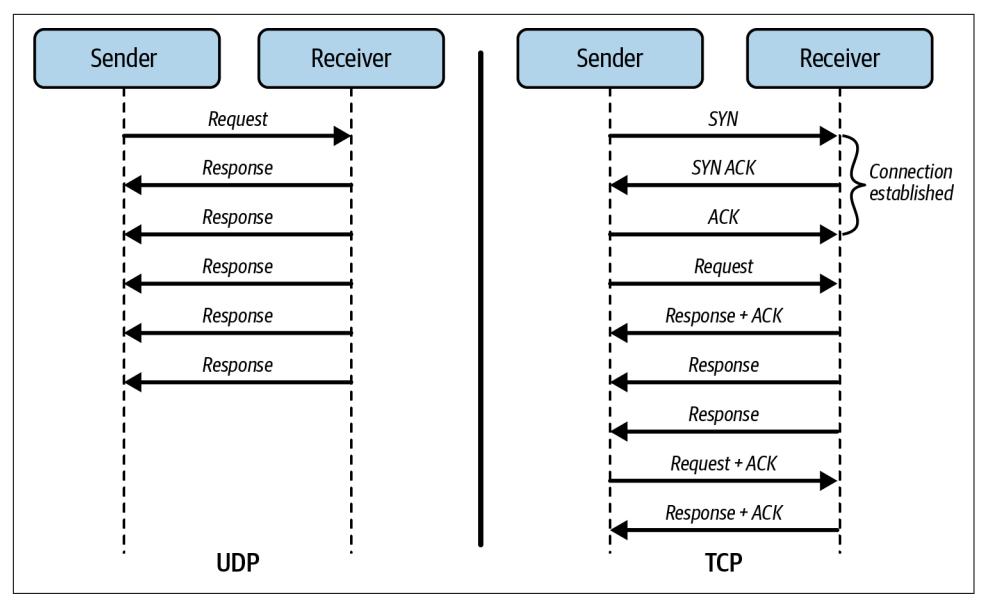 Sender
Receiver
Request
Response
Response
Response
Response
Response
UDP
Sender
Receiver
SYN
SYN ACK
ACK
Connection
established
Request
Response + ACK
Response
Response
Request + ACK
Response + ACK
TCP